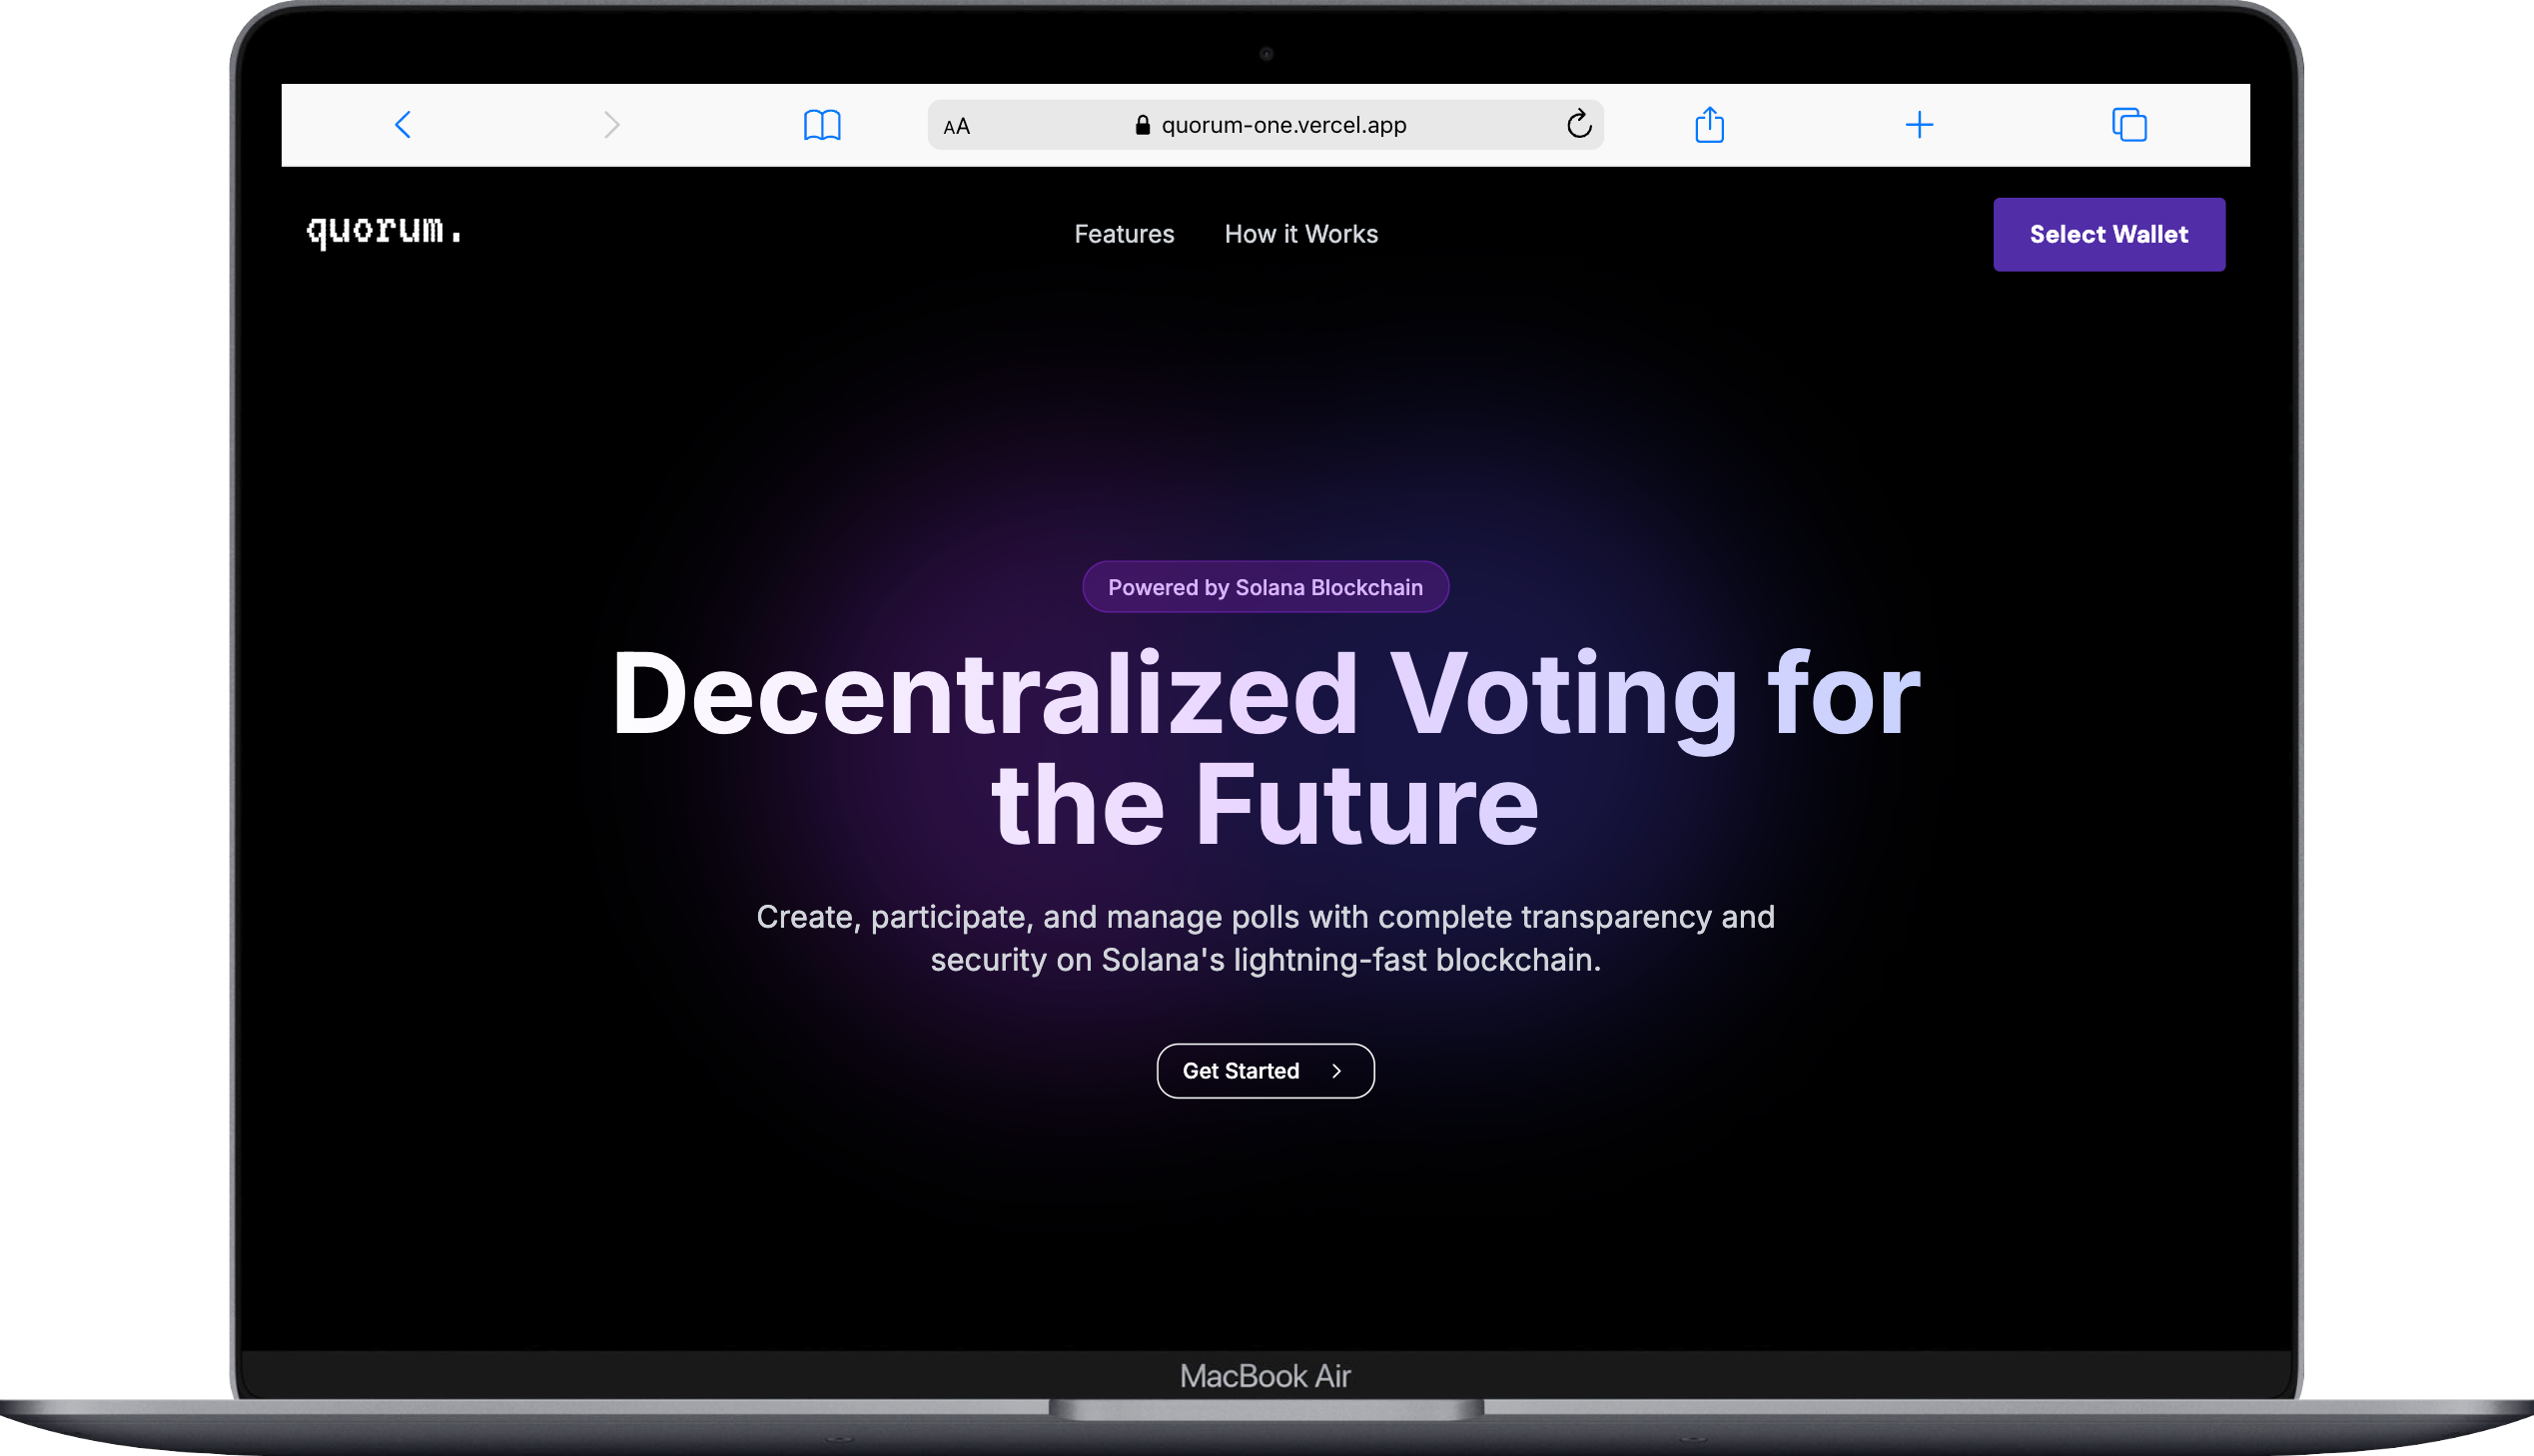 AA quorum-one.vercel.app
quorum. Features How it Works Select Wallet
Powered by Solana Blockchain
Decentralized Voting for
the Future
Create, participate, and manage polls with complete transparency and
security on Solana's lightning-fast blockchain.
Get Started
MacBook Air